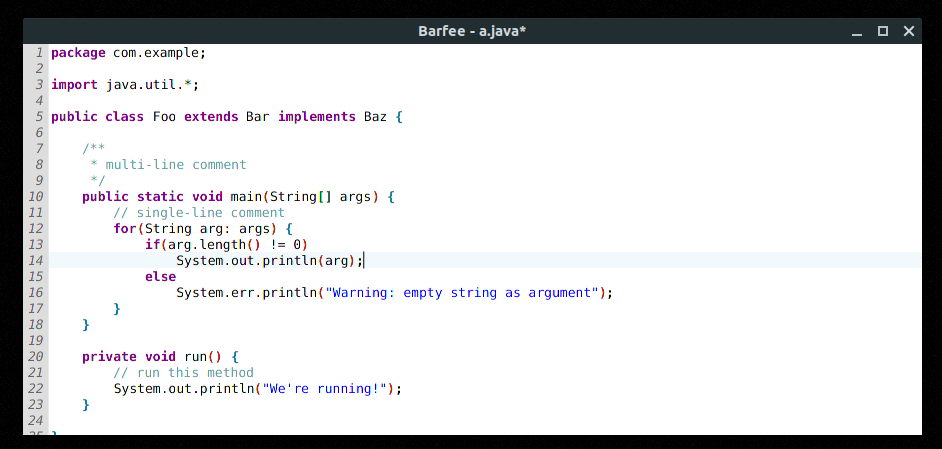 Barfee - a.java*
1 package com.example;
2
3 import java.util.*;
4
5 public class Foo extends Bar implements Baz {
6
7     /**
8      * multi-line comment
9      */
10     public static void main(String[] args) {
11         // single-line comment
12         for(String arg: args) {
13             if(arg.length() != 0)
14                 System.out.println(arg);
15             else
16                 System.err.println("Warning: empty string as argument");
17         }
18     }
19
20     private void run() {
21         // run this method
22         System.out.println("We're running!");
23     }
24
25 }